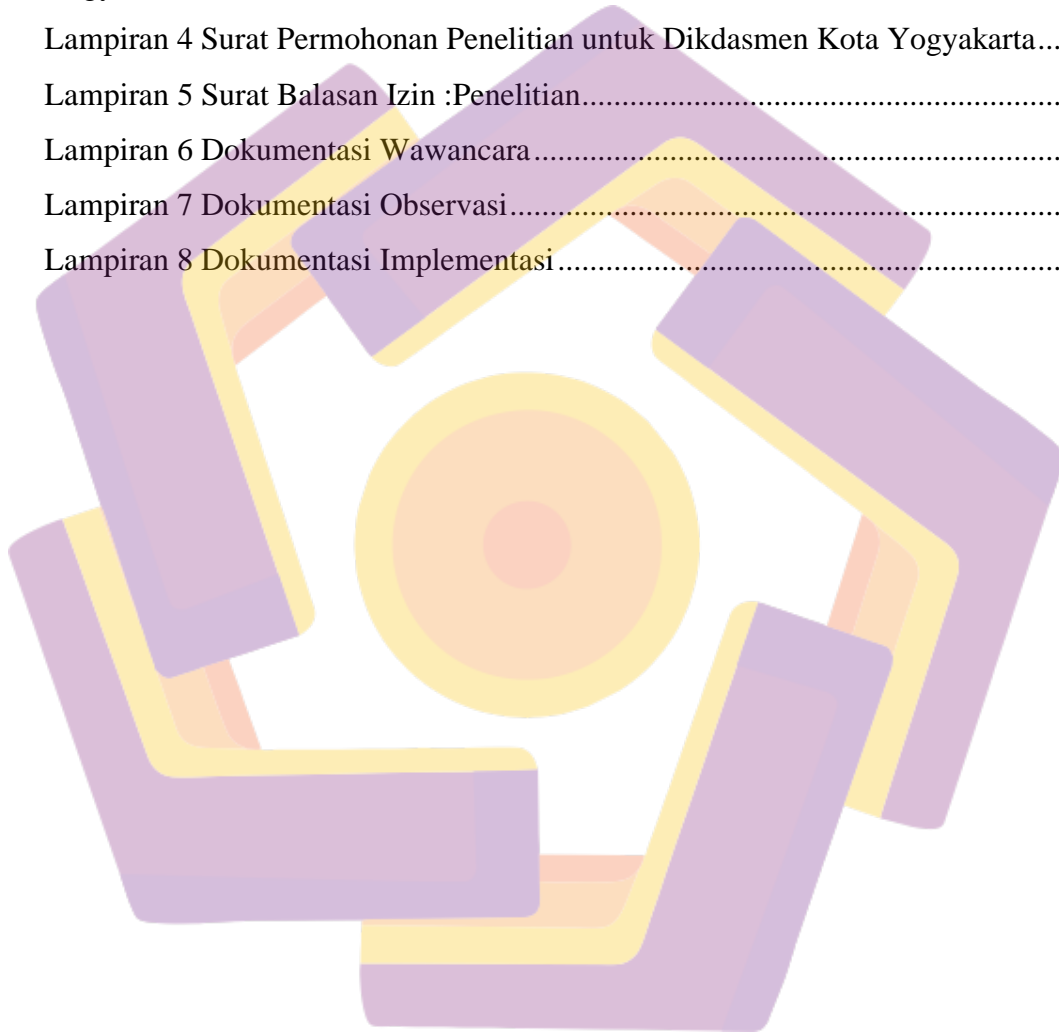 Lampiran 4 Surat Permohonan Penelitian untuk Dikdasmen Kota Yogyakarta...
Lampiran 5 Surat Balasan Izin :Penelitian..........................................................
Lampiran 6 Dokumentasi Wawancara................................................................
Lampiran 7 Dokumentasi Observasi...................................................................
Lampiran 8 Dokumentasi Implementasi.............................................................